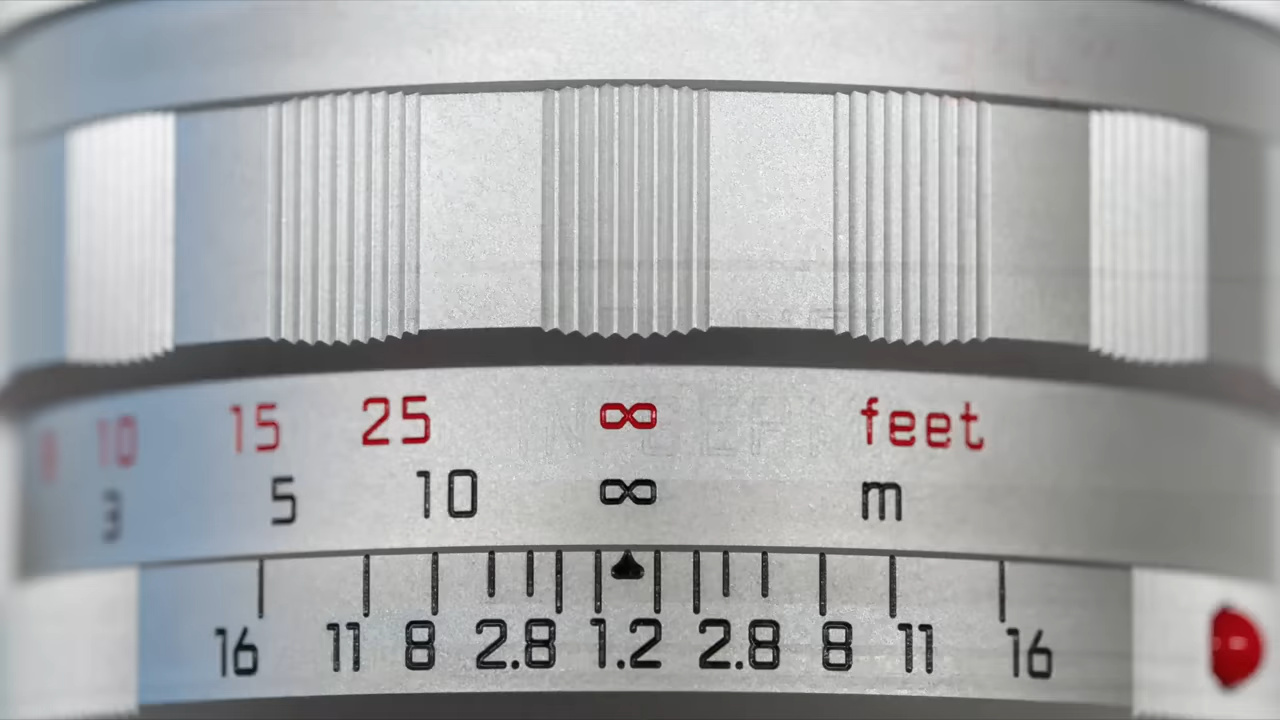 10 15 25 ∞ feet
3 5 10 ∞ m
16 11 8 2.8 1.2 2.8 8 11 16